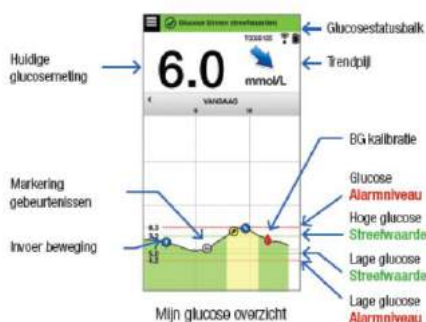 Glucose binnen streefwaarden
Glucosestatusbalk
Huidige
glucosemeting
6.0
mmol/L
Trendpijl
VANDAAG
BG kalibratie
Markering
gebeurtenissen
Invoer beweging
Glucose
Alarmniveau
Hoge glucose
Streefwaarde
Lage glucose
Streefwaarde
Lage glucose
Alarmniveau
Mijn glucose overzicht